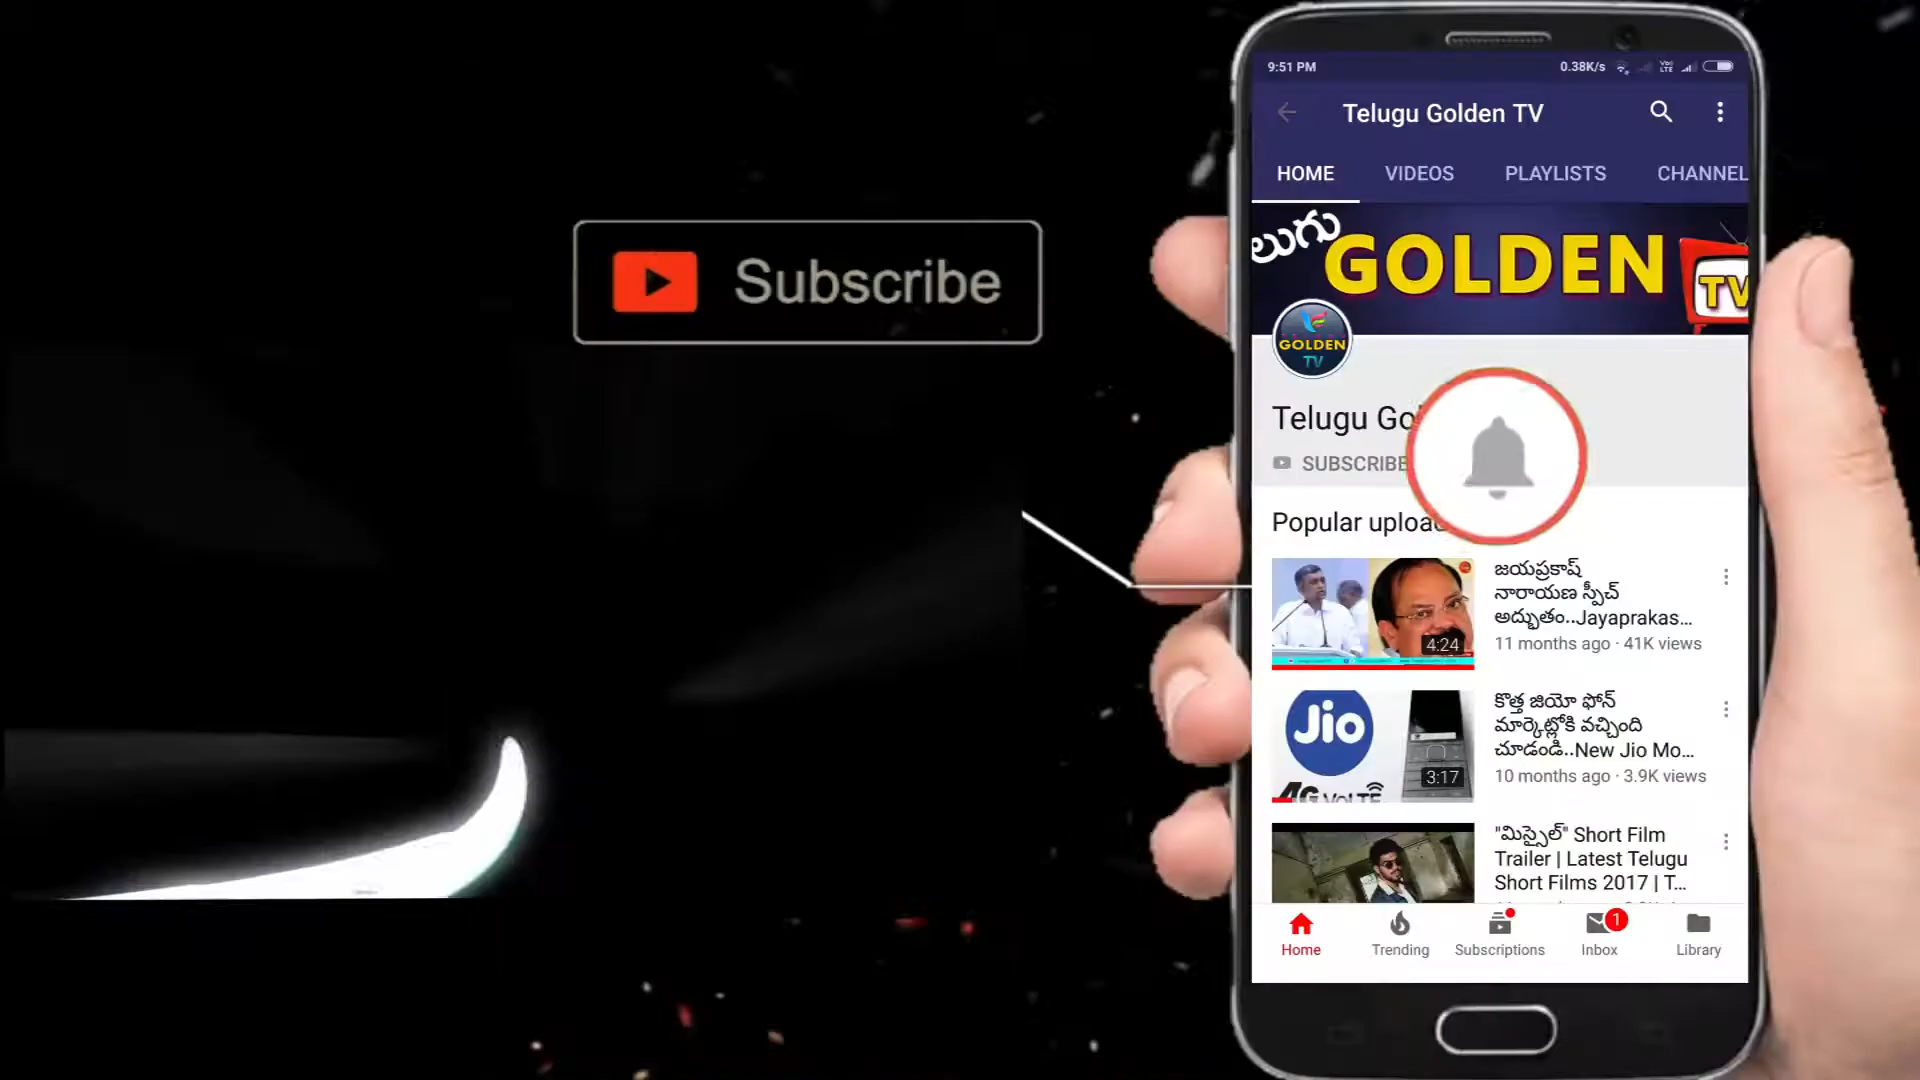 Subscribe
9:51 PM
0.38K/s
Telugu Golden TV
HOME VIDEOS PLAYLISTS CHANNEL
లుగు
GOLDEN
TV
GOLDEN
TV
Telugu Gol
SUBSCRIBE
Popular uploa
జయప్రకాష్
నారాయణ స్పీచ్
అద్భుతం..Jayaprakas...
11 months ago · 41K views
4:24
Jio
4G VoLTE
3:17
కొత్త జియో ఫోన్
మార్కెట్లోకి వచ్చింది
చూడండి..New Jio Mo...
10 months ago · 3.9K views
"మిస్సైల్" Short Film
Trailer | Latest Telugu
Short Films 2017 | T...
1
Home Trending Subscriptions Inbox Library